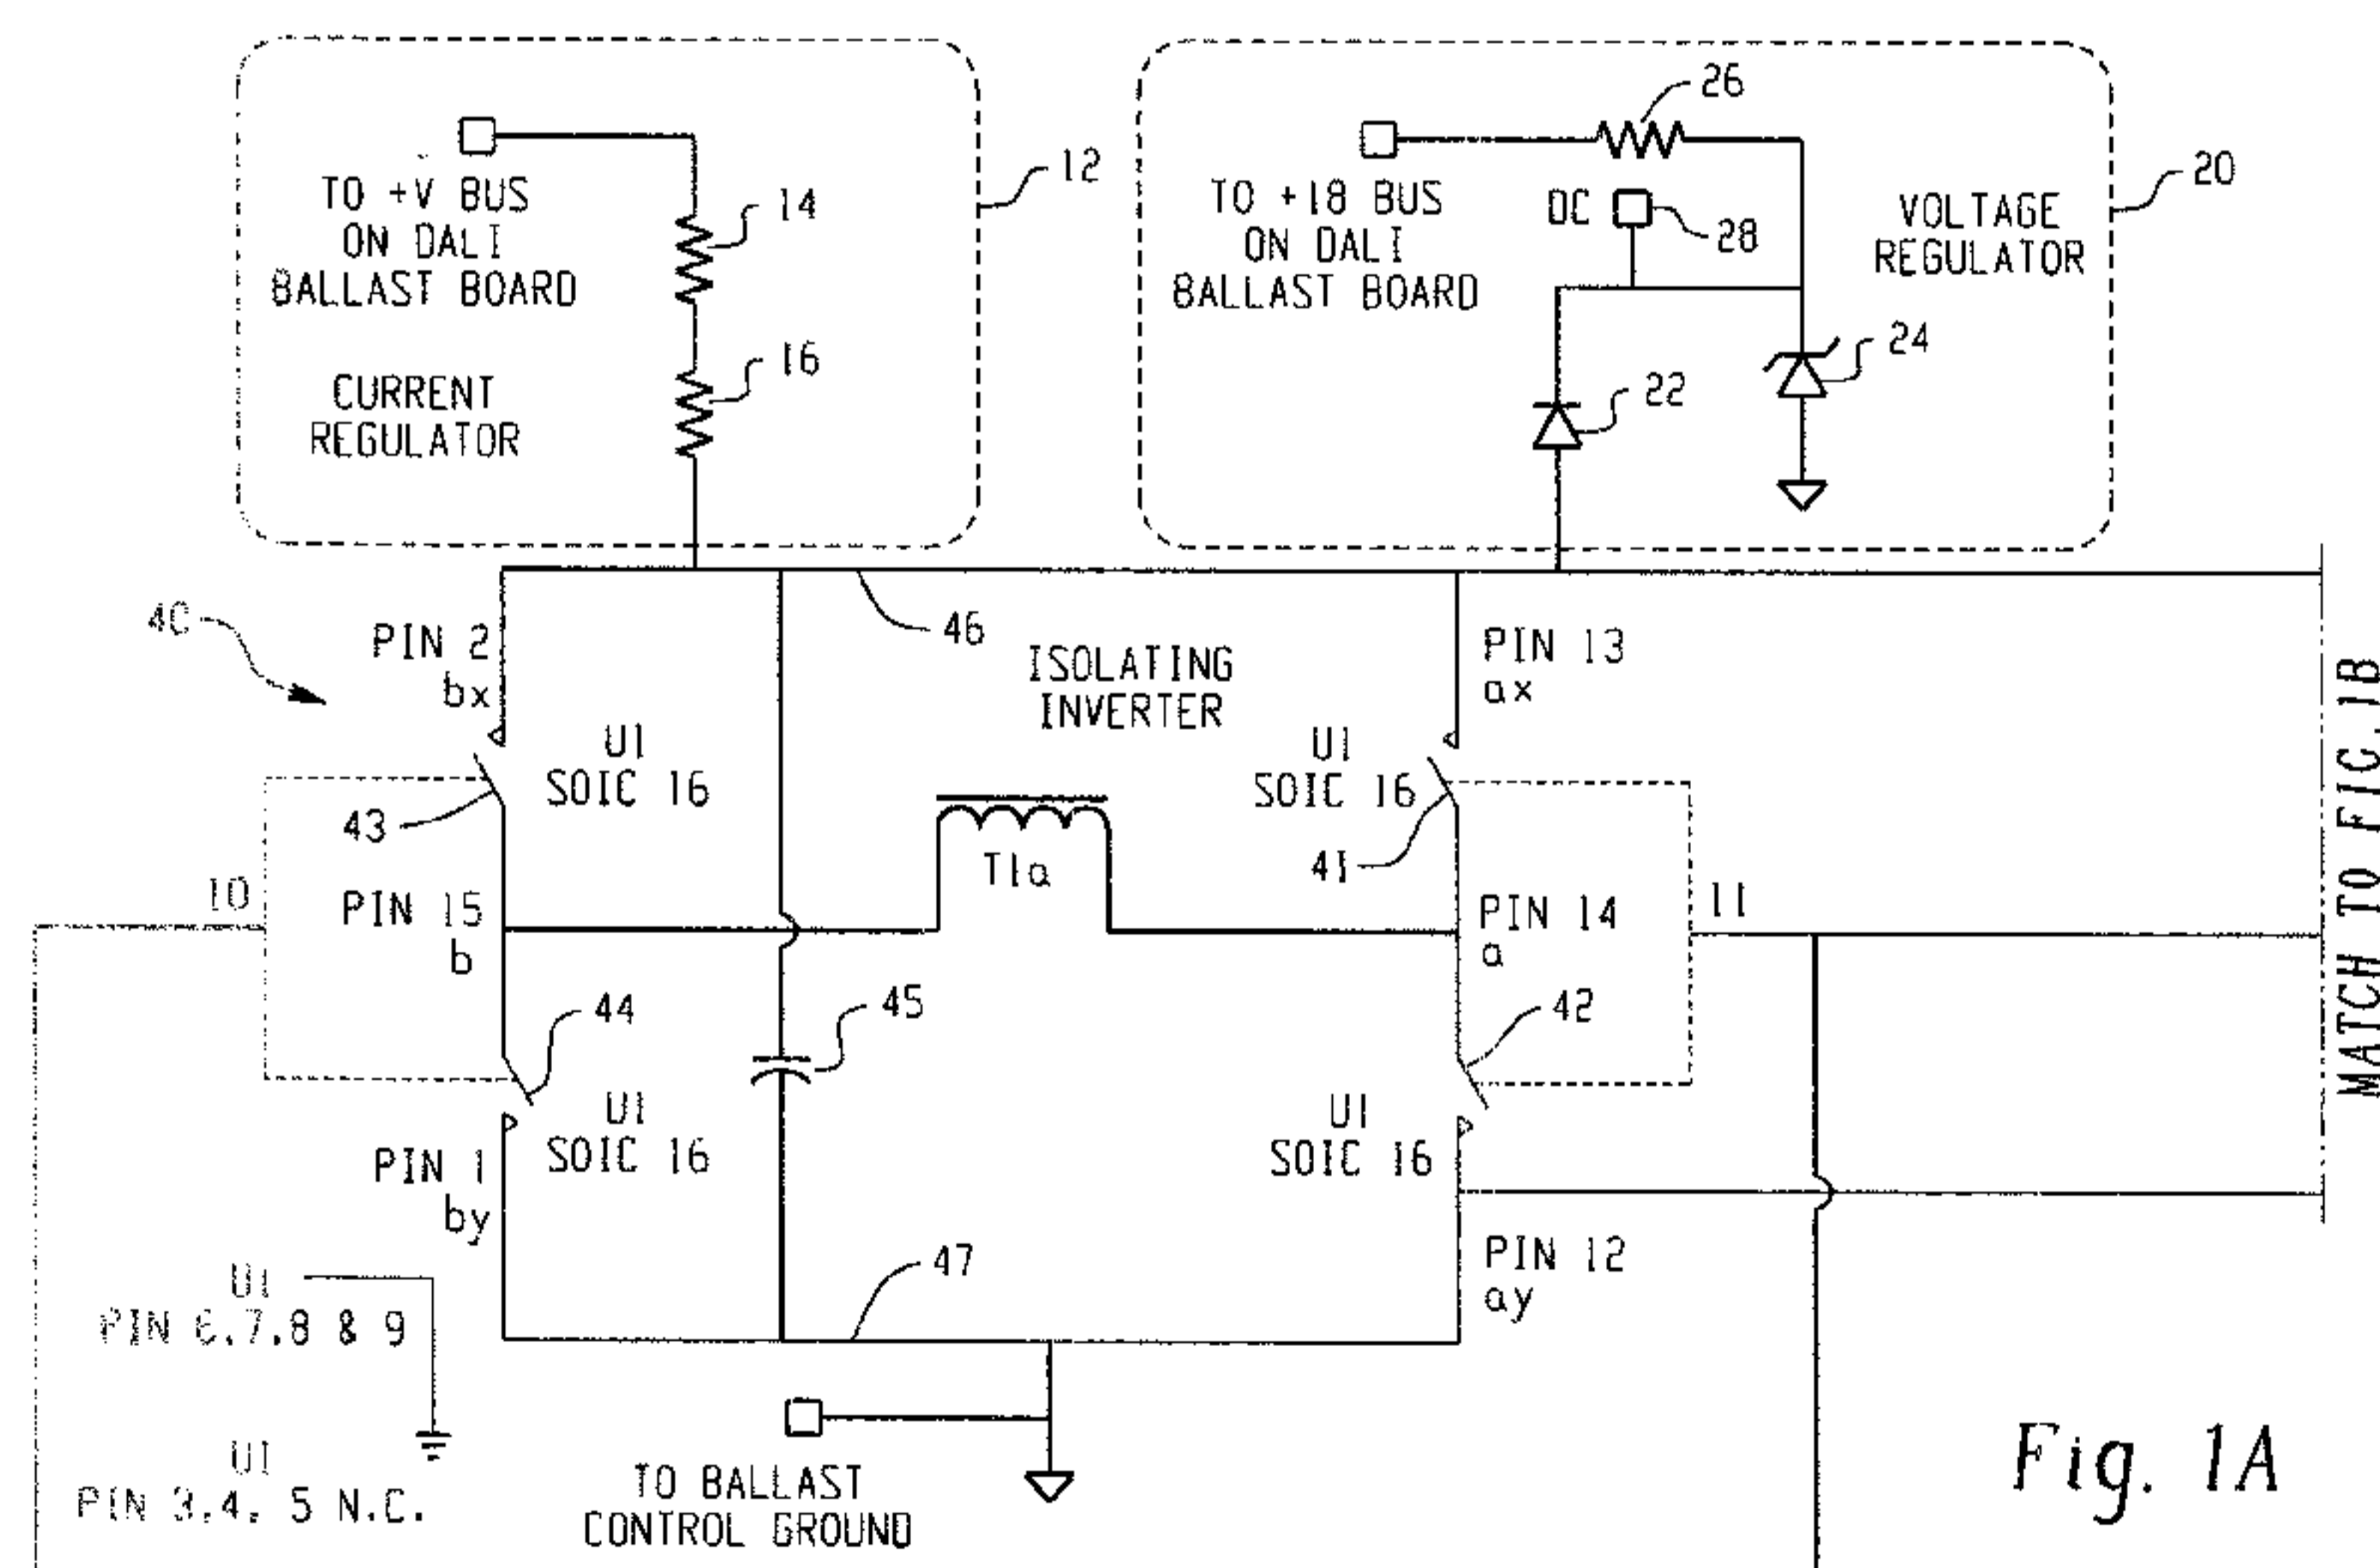 26
TO +V BUS
ON DALI
BALLAST BOARD
14
12
TO +18 BUS
ON DALI
BALLAST BOARD
DC
28
VOLTAGE
REGULATOR
20
16
CURRENT
REGULATOR
22
24
40
PIN 2
bx
46
ISOLATING
INVERTER
PIN 13
ax
U1
SOIC 16
43
U1
SOIC 16
41
T1a
10
PIN 15
b
PIN 14
a
11
44
45
42
U1
SOIC 16
U1
SOIC 16
PIN 1
by
PIN 12
ay
47
U1
PIN 6,7,8 & 9
U1
PIN 3,4, 5 N.C.
TO BALLAST
CONTROL GROUND
MATCH TO FIG.1B
Fig. 1A